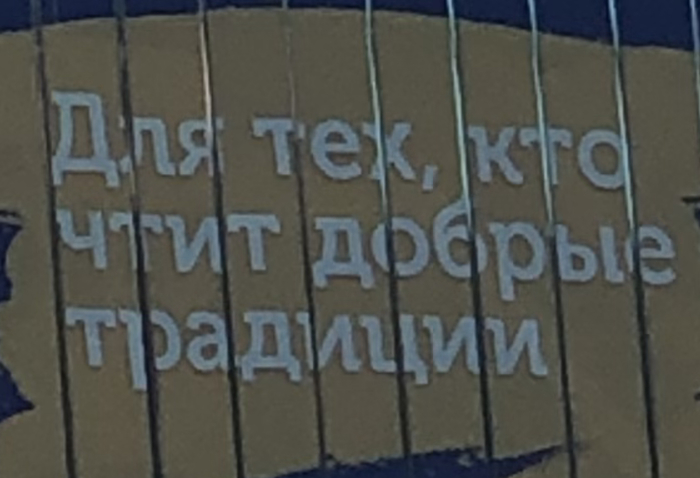 Для тех, кто
чтит добрые
традиции